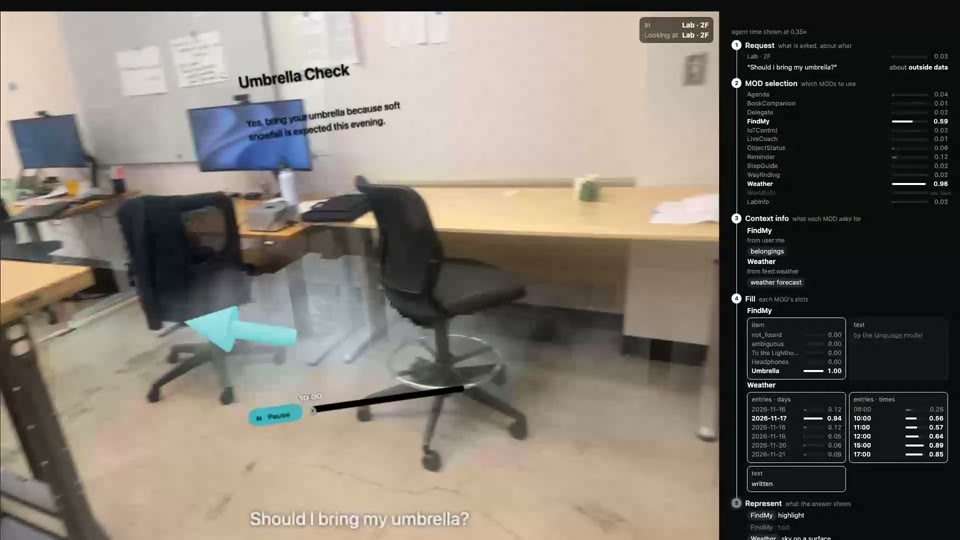 In Lab · 2F
Looking at Lab · 2F
Umbrella Check
Yes, bring your umbrella because soft
snowfall is expected this evening.
10:00
Pause
Should I bring my umbrella?
agent time shown at 0.35×
1 Request what is asked, about what
Lab · 2F 0.03
"Should I bring my umbrella?" about outside data
2 MOD selection which MODs to use
Agenda 0.04
BookCompanion 0.01
Delegate 0.02
FindMy 0.59
IoTControl 0.02
LiveCoach 0.01
ObjectStatus 0.06
Reminder 0.12
StepGuide 0.02
Wayfinding 0.02
Weather 0.96
LabInfo 0.02
3 Context info what each MOD asks for
FindMy
from user:me
belongings
Weather
from feed:weather
weather forecast
4 Fill each MOD's slots
FindMy
item
not_found 0.00
ambiguous 0.00
To the Lightho... 0.00
Headphones 0.00
Umbrella 1.00
text
by the language model
Weather
entries · days
2026-11-16 0.12
2026-11-17 0.94
2026-11-18 0.12
2026-11-19 0.05
2026-11-20 0.06
2026-11-21 0.09
entries · times
08:00 0.26
10:00 0.56
11:00 0.57
12:00 0.64
15:00 0.89
17:00 0.85
text
written
Represent what the answer shows
FindMy highlight
FindMy text
Weather sky on a surface